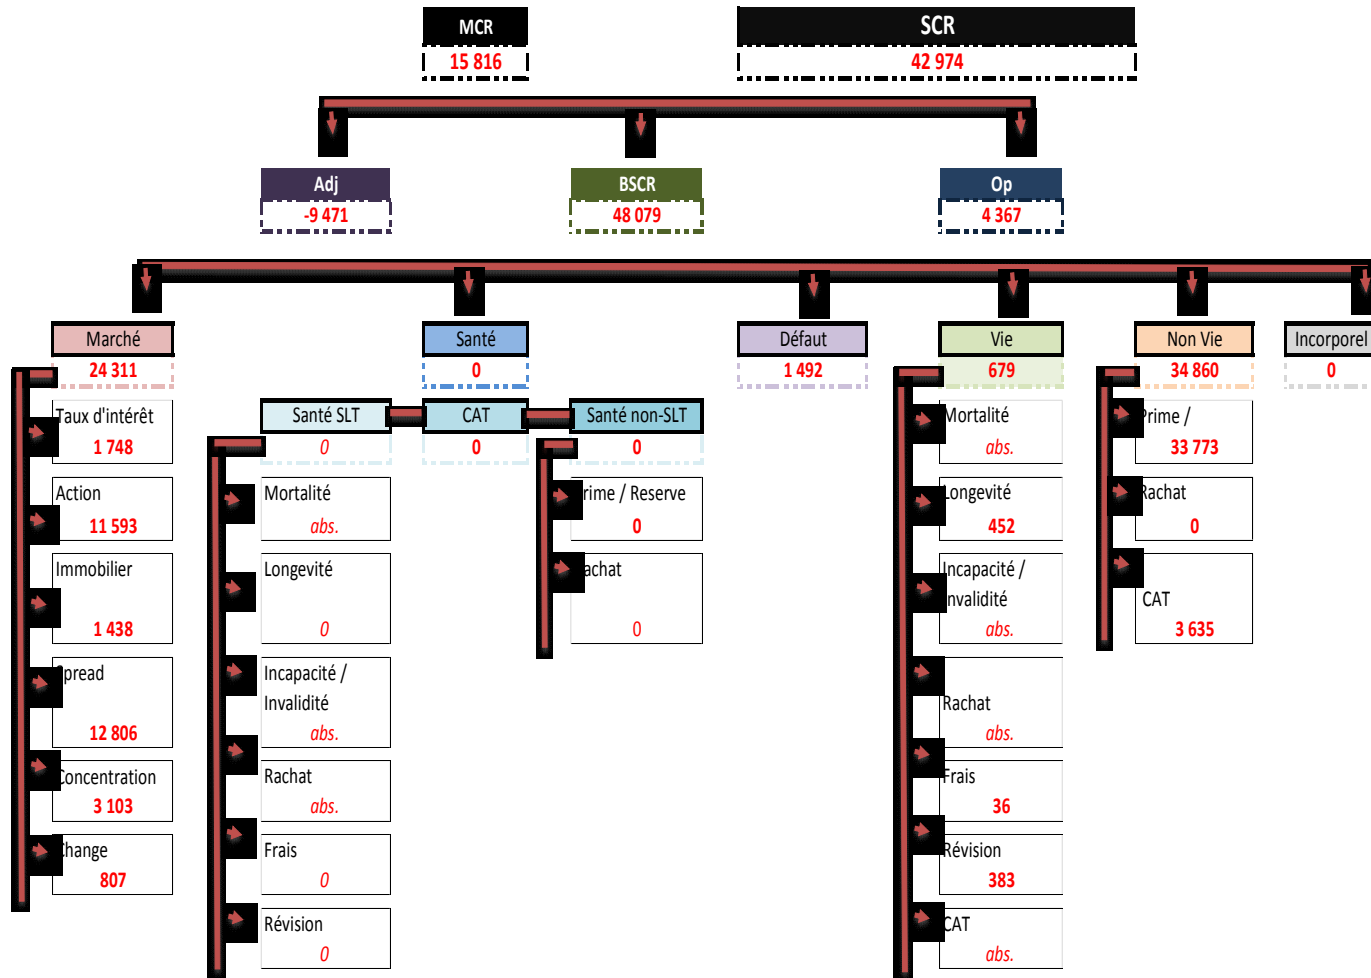 MCR
15 816
SCR
42 974
Adj
-9 471
BSCR
48 079
Op
4 367
Marché
24 311
Santé
0
Défaut
1 492
Vie
679
Non Vie
34 860
Incorporel
0
Taux d'intérêt
1 748
Action
11 593
Immobilier
1 438
pread
12 806
Concentration
3 103
Change
807
Santé SLT
0
CAT
0
Santé non-SLT
0
Mortalité
abs.
Longevité
0
Incapacité /
Invalidité
abs.
Rachat
abs.
Frais
0
Révision
0
rime / Reserve
0
achat
0
Mortalité
abs.
Longevité
452
Incapacité /
nvalidité
abs.
Rachat
abs.
Frais
36
Révision
383
CAT
abs.
Prime /
33 773
Rachat
0
CAT
3 635